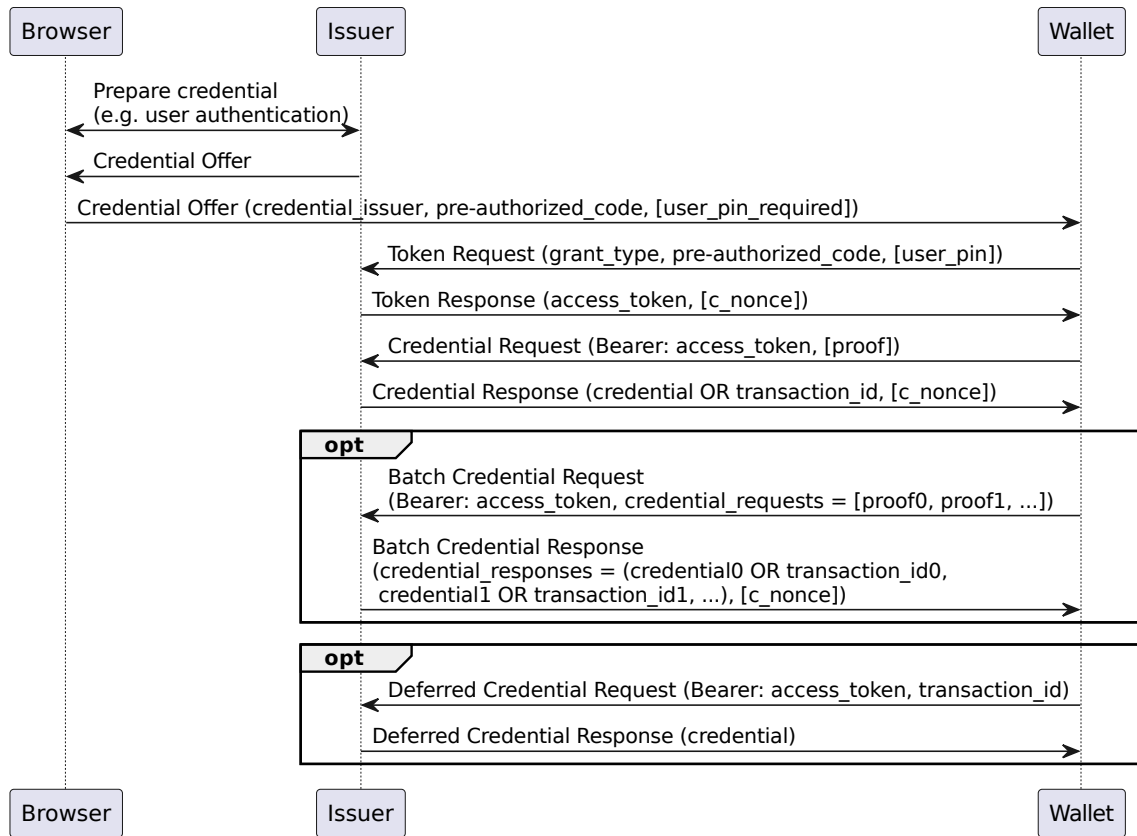 Browser
Issuer
Wallet
Prepare credential
(e.g. user authentication)
Credential Offer
Credential Offer (credential_issuer, pre-authorized_code, [user_pin_required])
Token Request (grant_type, pre-authorized_code, [user_pin])
Token Response (access_token, [c_nonce])
Credential Request (Bearer: access_token, [proof])
Credential Response (credential OR transaction_id, [c_nonce])
opt
Batch Credential Request
(Bearer: access_token, credential_requests = [proof0, proof1, ...])
Batch Credential Response
(credential_responses = (credential0 OR transaction_id0,
credential1 OR transaction_id1, ...), [c_nonce])
opt
Deferred Credential Request (Bearer: access_token, transaction_id)
Deferred Credential Response (credential)
Browser
Issuer
Wallet